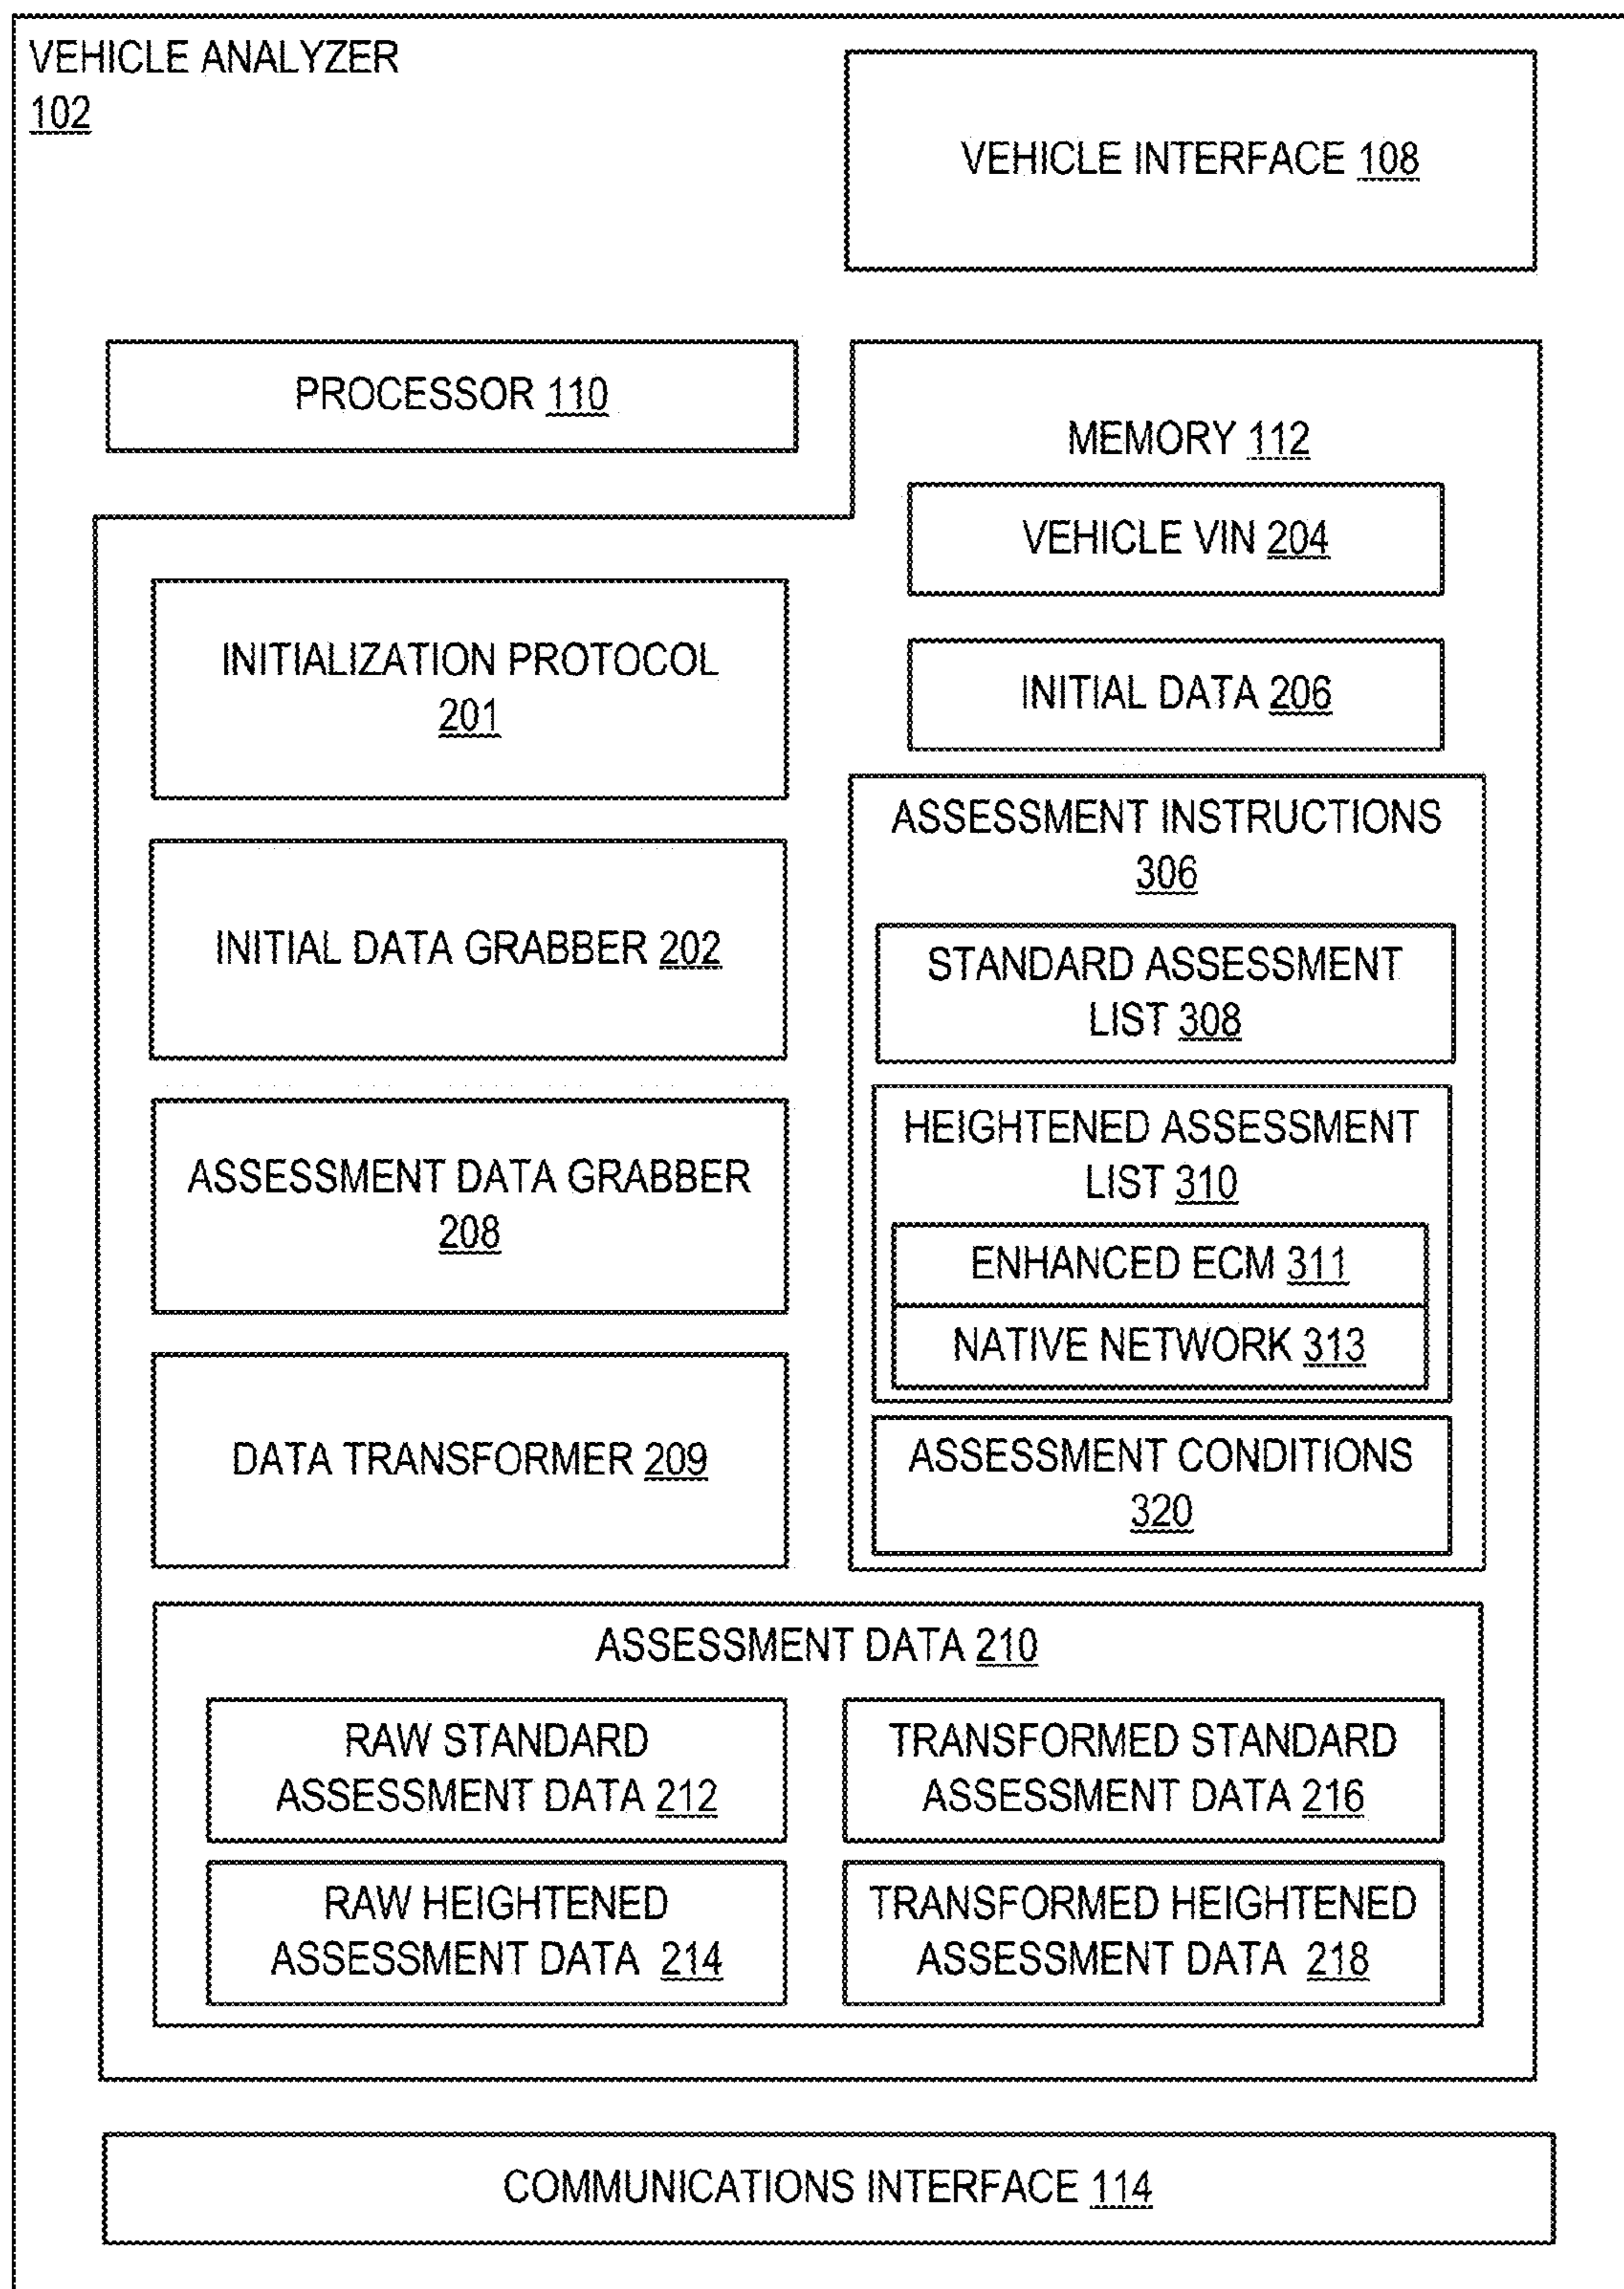 VEHICLE ANALYZER
102
VEHICLE INTERFACE 108
PROCESSOR 110
MEMORY 112
VEHICLE VIN 204
INITIAL DATA 206
INITIALIZATION PROTOCOL
201
INITIAL DATA GRABBER 202
ASSESSMENT DATA GRABBER
208
DATA TRANSFORMER 209
ASSESSMENT INSTRUCTIONS
306
STANDARD ASSESSMENT
LIST 308
HEIGHTENED ASSESSMENT
LIST 310
ENHANCED ECM 311
NATIVE NETWORK 313
ASSESSMENT CONDITIONS
320
ASSESSMENT DATA 210
RAW STANDARD
ASSESSMENT DATA 212
TRANSFORMED STANDARD
ASSESSMENT DATA 216
RAW HEIGHTENED
ASSESSMENT DATA 214
TRANSFORMED HEIGHTENED
ASSESSMENT DATA 218
COMMUNICATIONS INTERFACE 114